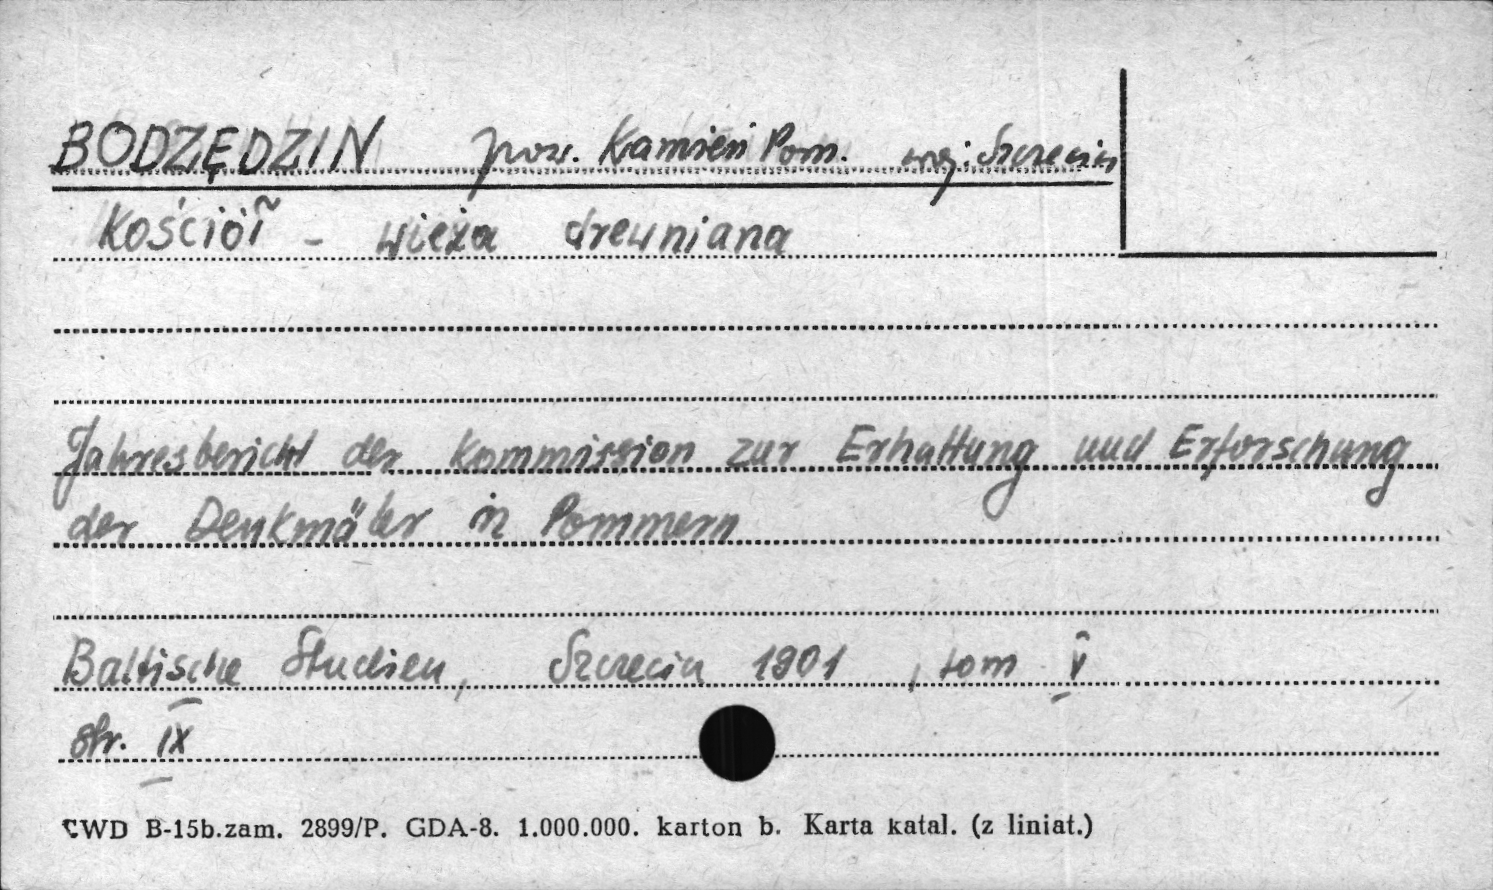 BODZĘDZIN pow. Kamień Pom. woj. Szczecin
Kościół - wieża drewniana
Jahresbericht der Kommission zur Erhaltung und Erforschung
der Denkmäler in Pommern
Baltische Studien, Szczecin 1901, tom V
str. IX
CWD B-15b.zam. 2899/P. GDA-8. 1.000.000. karton b. Karta katal. (z liniat.)